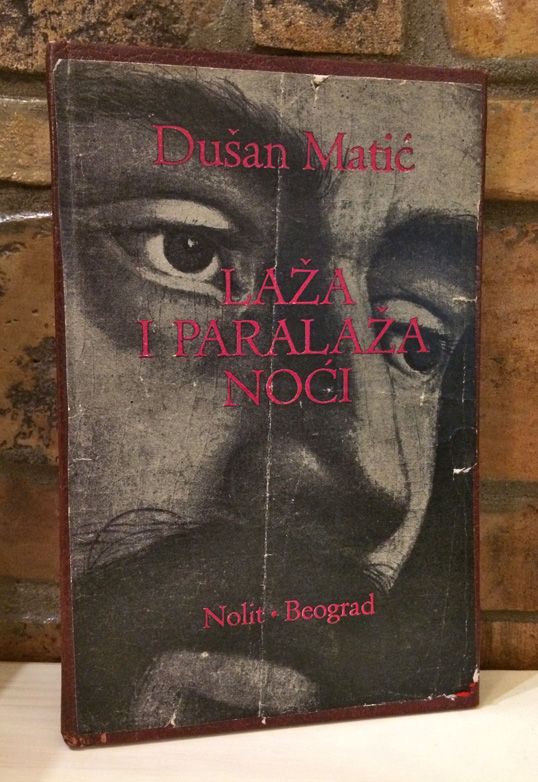 Dušan Matić
LAŽA
I PARALAŽA
NOĆI
Nolit • Beograd